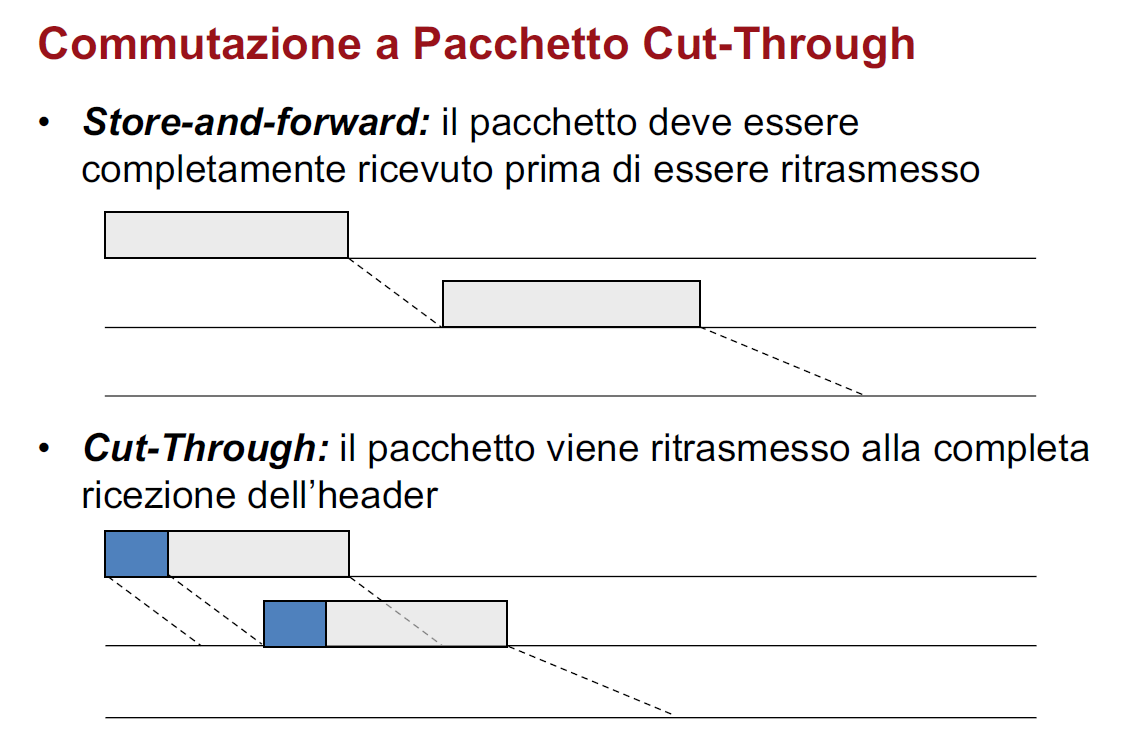 Commutazione a Pacchetto Cut-Through
• Store-and-forward: il pacchetto deve essere
completamente ricevuto prima di essere ritrasmesso
• Cut-Through: il pacchetto viene ritrasmesso alla completa
ricezione dell’header